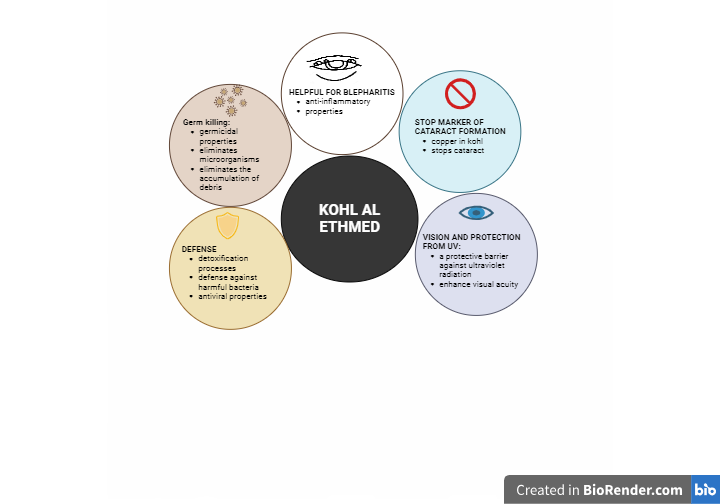 HELPFUL FOR BLEPHARITIS
• anti-inflammatory
• properties
STOP MARKER OF
CATARACT FORMATION
• copper in kohl
• stops cataract
Germ killing:
• germicidal
properties
• eliminates
microorganisms
• eliminates the
accumulation of
debris
KOHL AL
ETHMED
VISION AND PROTECTION
FROM UV:
• a protective barrier
against ultraviolet
radiation
• enhance visual acuity
DEFENSE
• detoxification
processes
• defense against
harmful bacteria
• antiviral properties
Created in BioRender.com bio